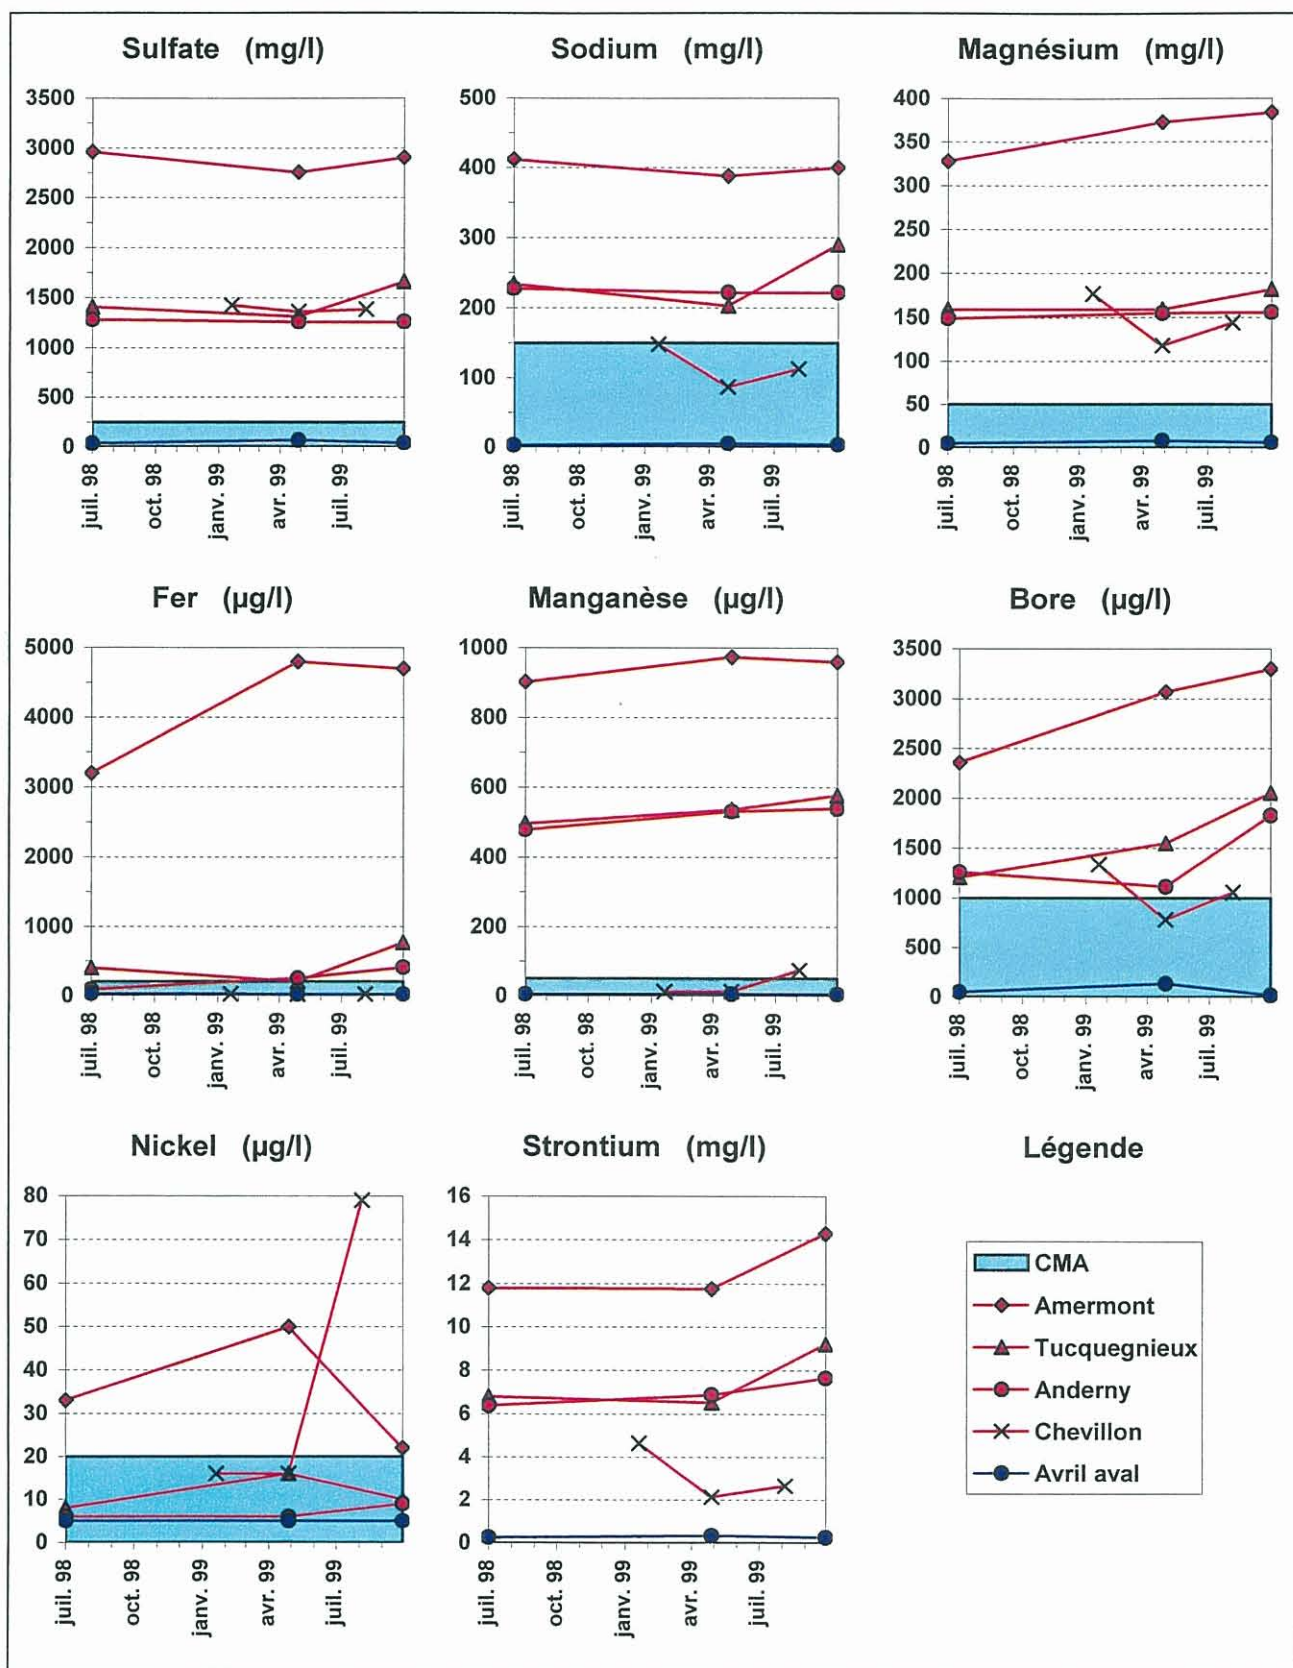 Sulfate (mg/l)
3500
3000
2500
2000
1500
1000
500
0
juil. 98
oct. 98
janv. 99
avr. 99
juil. 99
Sodium (mg/l)
500
400
300
200
100
0
juil. 98
oct. 98
janv. 99
avr. 99
juil. 99
Magnésium (mg/l)
400
350
300
250
200
150
100
50
0
juil. 98
oct. 98
janv. 99
avr. 99
juil. 99
Fer (µg/l)
5000
4000
3000
2000
1000
0
juil. 98
oct. 98
janv. 99
avr. 99
juil. 99
Manganèse (µg/l)
1000
800
600
400
200
0
juil. 98
oct. 98
janv. 99
avr. 99
juil. 99
Bore (µg/l)
3500
3000
2500
2000
1500
1000
500
0
juil. 98
oct. 98
janv. 99
avr. 99
juil. 99
Nickel (µg/l)
80
70
60
50
40
30
20
10
0
juil. 98
oct. 98
janv. 99
avr. 99
juil. 99
Strontium (mg/l)
16
14
12
10
8
6
4
2
0
juil. 98
oct. 98
janv. 99
avr. 99
juil. 99
Légende
CMA
Amermont
Tucquegnieux
Anderny
Chevillon
Avril aval